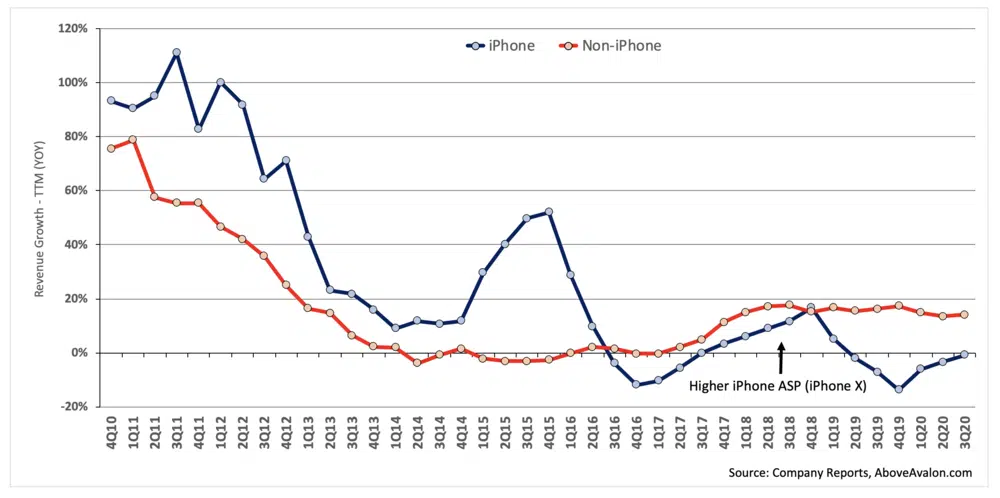 120%
100%
80%
60%
40%
20%
0%
-20%
Revenue Growth - TTM (YOY)
iPhone Non-iPhone
Higher iPhone ASP (iPhone X)
4Q10 1Q11 2Q11 3Q11 4Q11 1Q12 2Q12 3Q12 4Q12 1Q13 2Q13 3Q13 4Q13 1Q14 2Q14 3Q14 4Q14 1Q15 2Q15 3Q15 4Q15 1Q16 2Q16 3Q16 4Q16 1Q17 2Q17 3Q17 4Q17 1Q18 2Q18 3Q18 4Q18 1Q19 2Q19 3Q19 4Q19 1Q20 2Q20 3Q20
Source: Company Reports, AboveAvalon.com